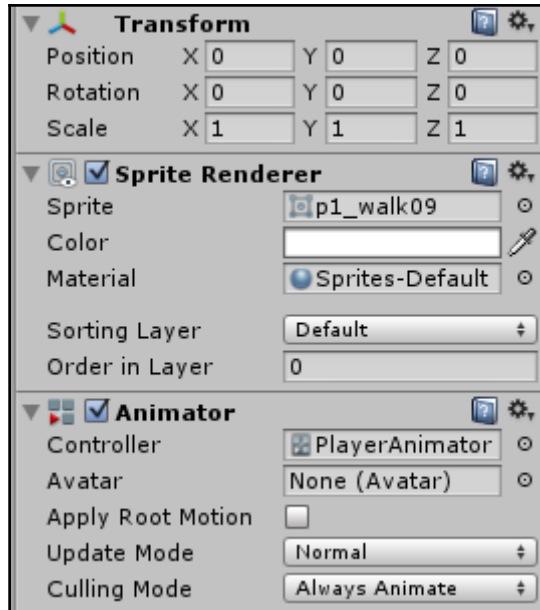 Transform
Position X 0 Y 0 Z 0
Rotation X 0 Y 0 Z 0
Scale X 1 Y 1 Z 1
Sprite Renderer
Sprite p1_walk09
Color
Material Sprites-Default
Sorting Layer Default
Order in Layer 0
Animator
Controller PlayerAnimator
Avatar None (Avatar)
Apply Root Motion
Update Mode Normal
Culling Mode Always Animate